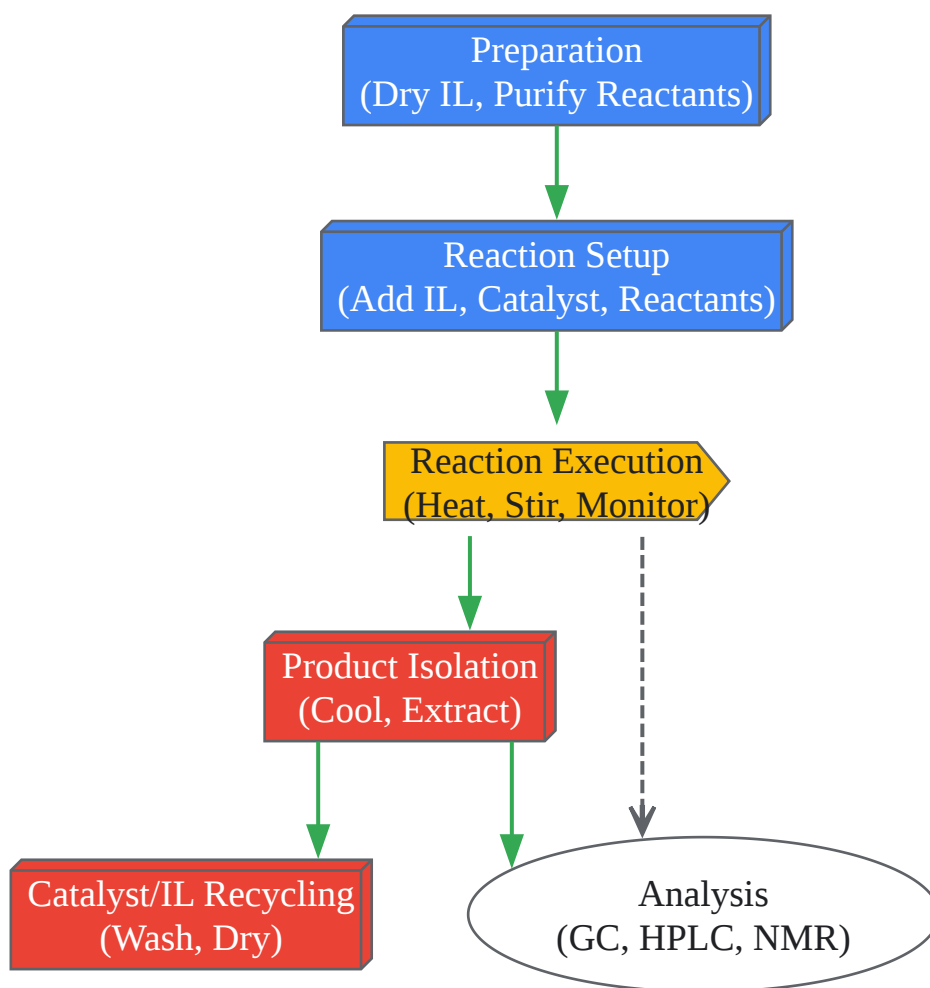 Preparation
(Dry IL, Purify Reactants)
Reaction Setup
(Add IL, Catalyst, Reactants)
Reaction Execution
(Heat, Stir, Monitor)
Product Isolation
(Cool, Extract)
Catalyst/IL Recycling
(Wash, Dry)
Analysis
(GC, HPLC, NMR)